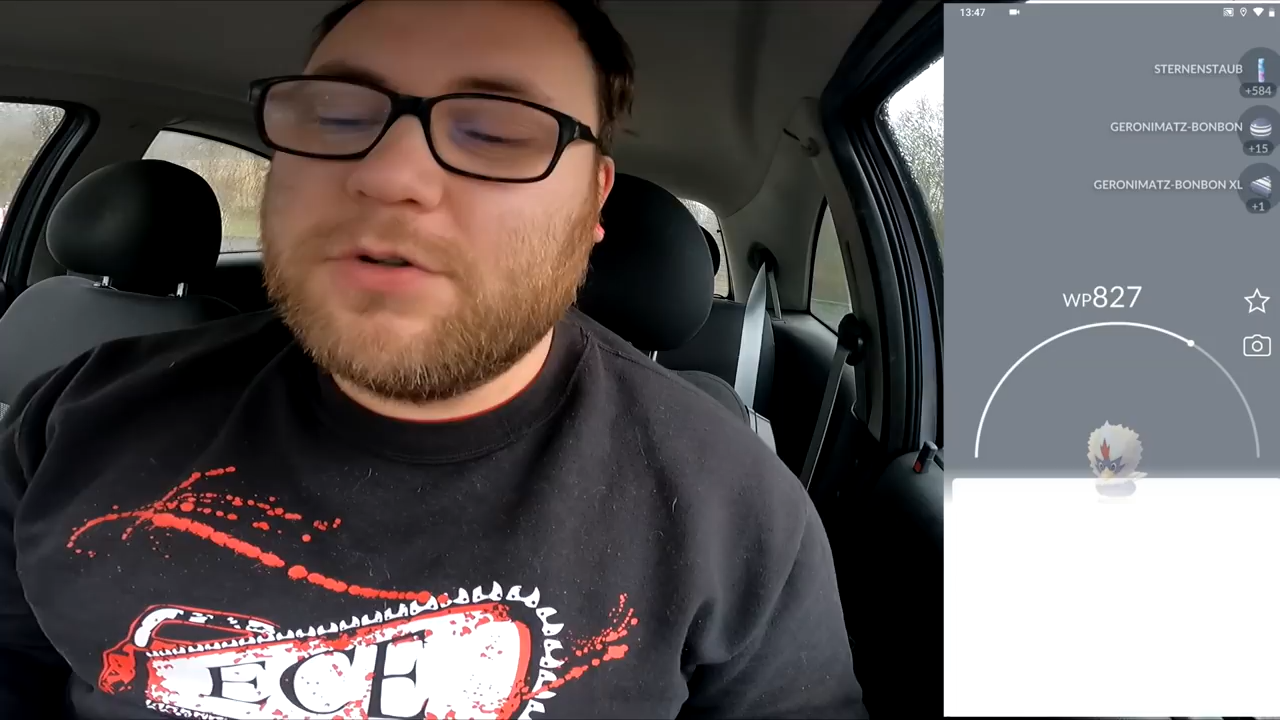 13:47
STERNENSTAUB
+584
GERONIMATZ-BONBON
+15
GERONIMATZ-BONBON XL
+1
WP827
ECE